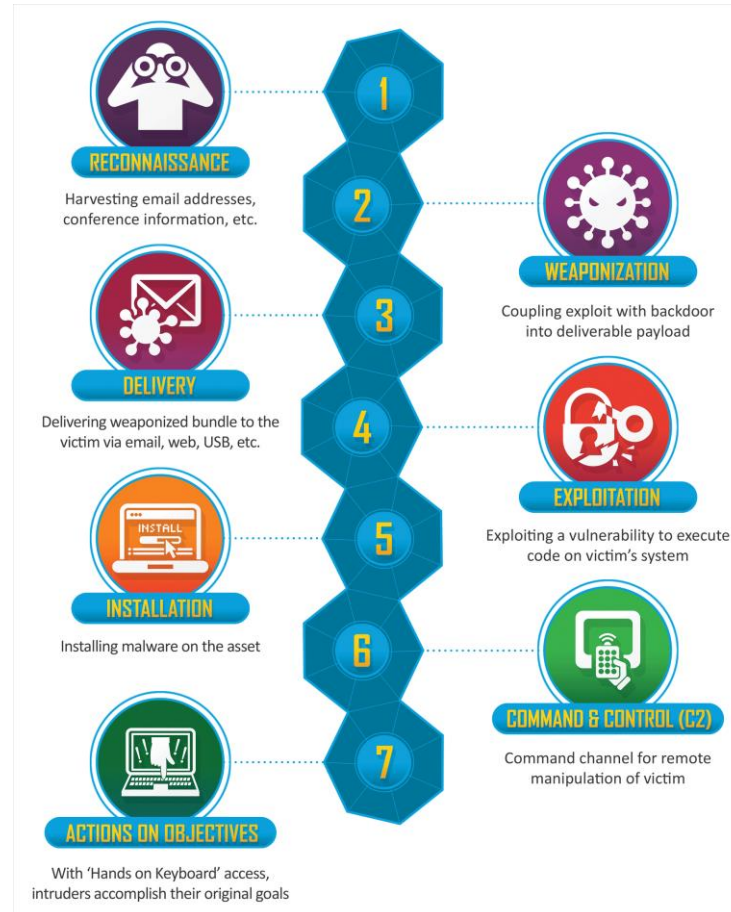 1
RECONNAISSANCE
Harvesting email addresses,
conference information, etc.
2
WEAPONIZATION
Coupling exploit with backdoor
into deliverable payload
3
DELIVERY
Delivering weaponized bundle to the
victim via email, web, USB, etc.
4
EXPLOITATION
Exploiting a vulnerability to execute
code on victim's system
5
INSTALL
INSTALLATION
Installing malware on the asset
6
COMMAND & CONTROL (C2)
Command channel for remote
manipulation of victim
7
! ! ! !
ACTIONS ON OBJECTIVES
With 'Hands on Keyboard' access,
intruders accomplish their original goals